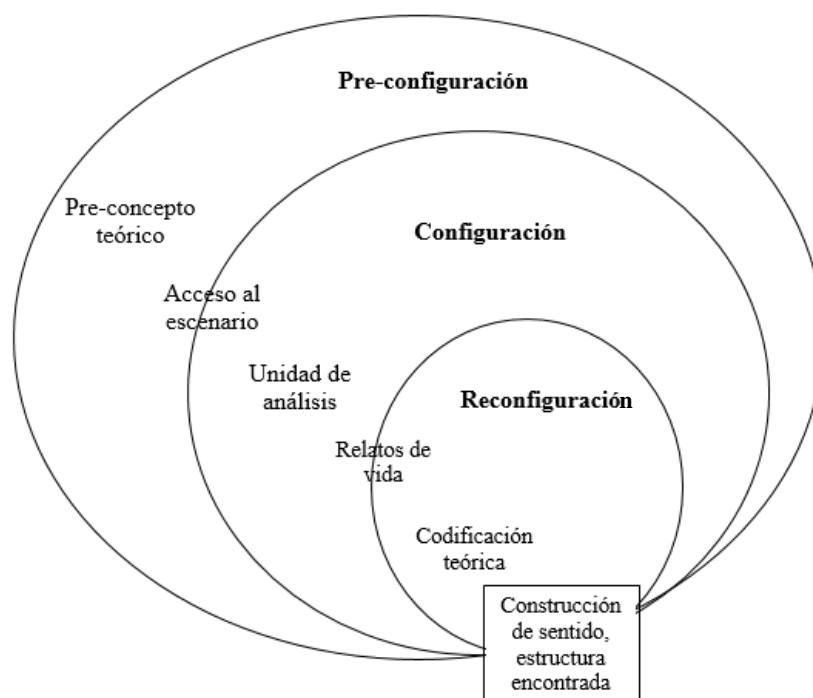 Pre-configuración
Pre-concepto
teórico
Configuración
Acceso al
escenario
Unidad de
análisis
Reconfiguración
Relatos de
vida
Codificación
teórica
Construcción
de sentido,
estructura
encontrada